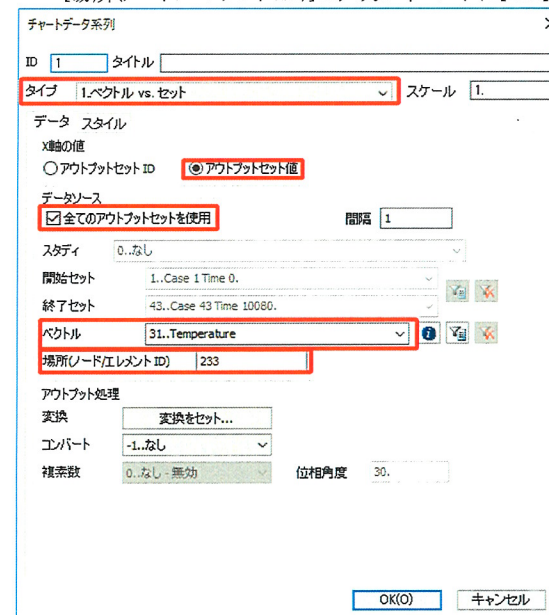 チャートデータ系列
ID 1 タイトル
タイプ 1..ベクトル vs. セット スケール 1.
データ スタイル
X軸の値
アウトプットセット ID アウトプットセット値
データソース
全てのアウトプットセットを使用 間隔 1
スタディ 0..なし
開始セット 1..Case 1 Time 0.
終了セット 43..Case 43 Time 10080.
ベクトル 31..Temperature
場所(ノード/エレメント ID) 233
アウトプット処理
変換 変換をセット...
コンバート -1..なし
複素数 0..なし - 無効 位相角度 30.
OK(O) キャンセル